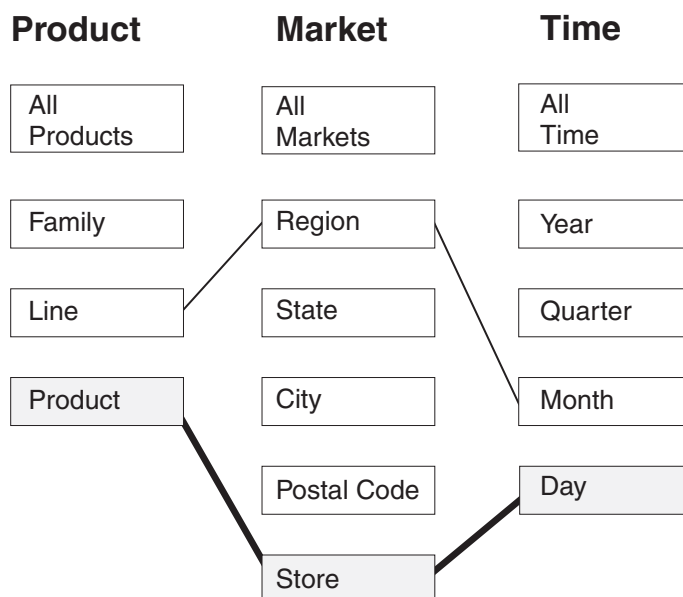 Product
All
Products
Family
Line
Product
Market
All
Markets
Region
State
City
Postal Code
Store
Time
All
Time
Year
Quarter
Month
Day